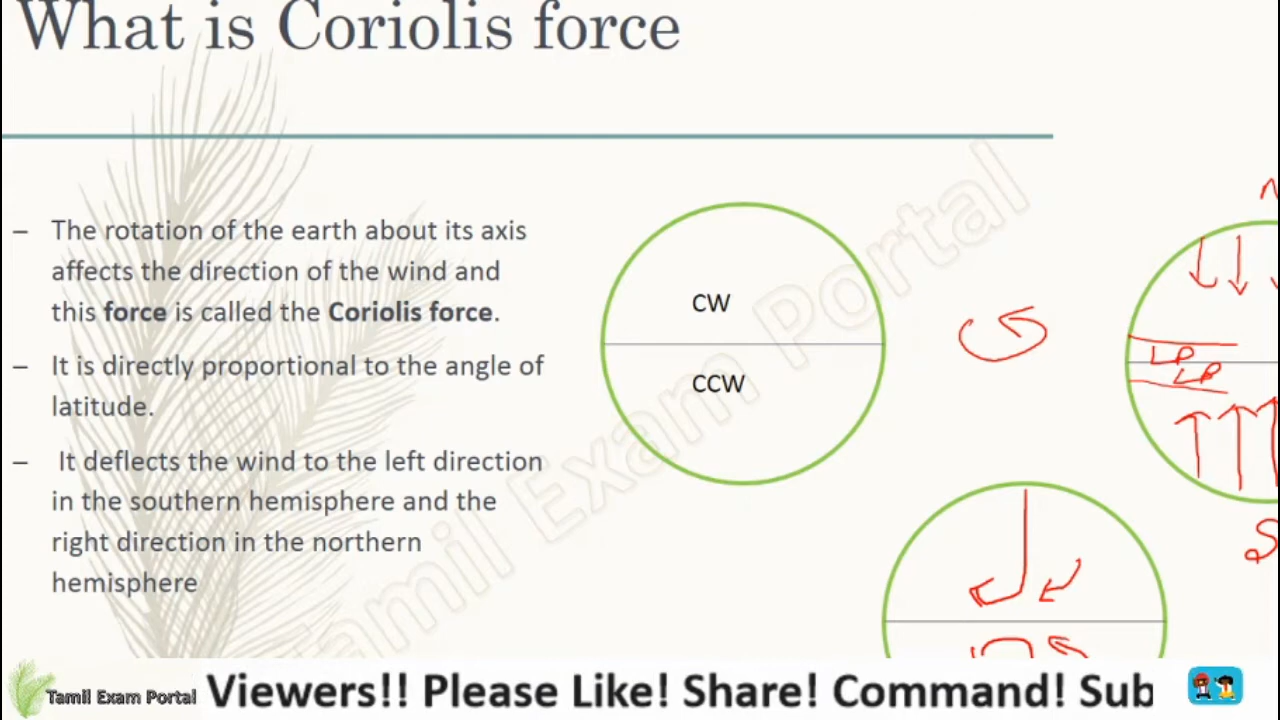 What is Coriolis force
– The rotation of the earth about its axis
affects the direction of the wind and
this force is called the Coriolis force.
– It is directly proportional to the angle of
latitude.
– It deflects the wind to the left direction
in the southern hemisphere and the
right direction in the northern
hemisphere
CW
CCW
LP
LP
N
S
Tamil Exam Portal
Tamil Exam Portal
Viewers!! Please Like! Share! Command! Sub